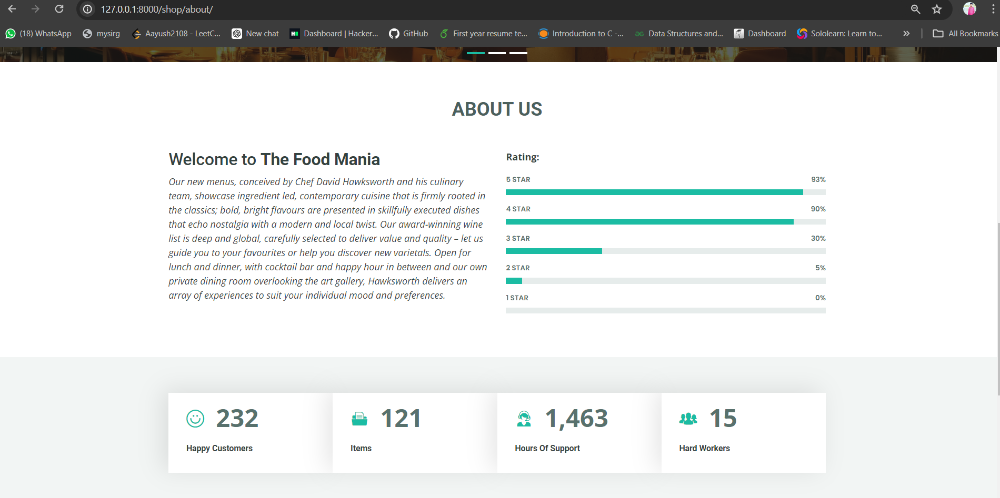 127.0.0.1:8000/shop/about/
(18) WhatsApp mysirg Aayush2108 - LeetC... New chat Dashboard | Hacker... GitHub First year resume te... Introduction to C -... Data Structures and... Dashboard Sololearn: Learn to... All Bookmarks
ABOUT US
Welcome to The Food Mania
Our new menus, conceived by Chef David Hawksworth and his culinary
team, showcase ingredient led, contemporary cuisine that is firmly rooted in
the classics; bold, bright flavours are presented in skillfully executed dishes
that echo nostalgia with a modern and local twist. Our award-winning wine
list is deep and global, carefully selected to deliver value and quality – let us
guide you to your favourites or help you discover new varietals. Open for
lunch and dinner, with cocktail bar and happy hour in between and our own
private dining room overlooking the art gallery, Hawksworth delivers an
array of experiences to suit your individual mood and preferences.
Rating:
5 STAR 93%
4 STAR 90%
3 STAR 30%
2 STAR 5%
1 STAR 0%
232
Happy Customers
121
Items
1,463
Hours Of Support
15
Hard Workers